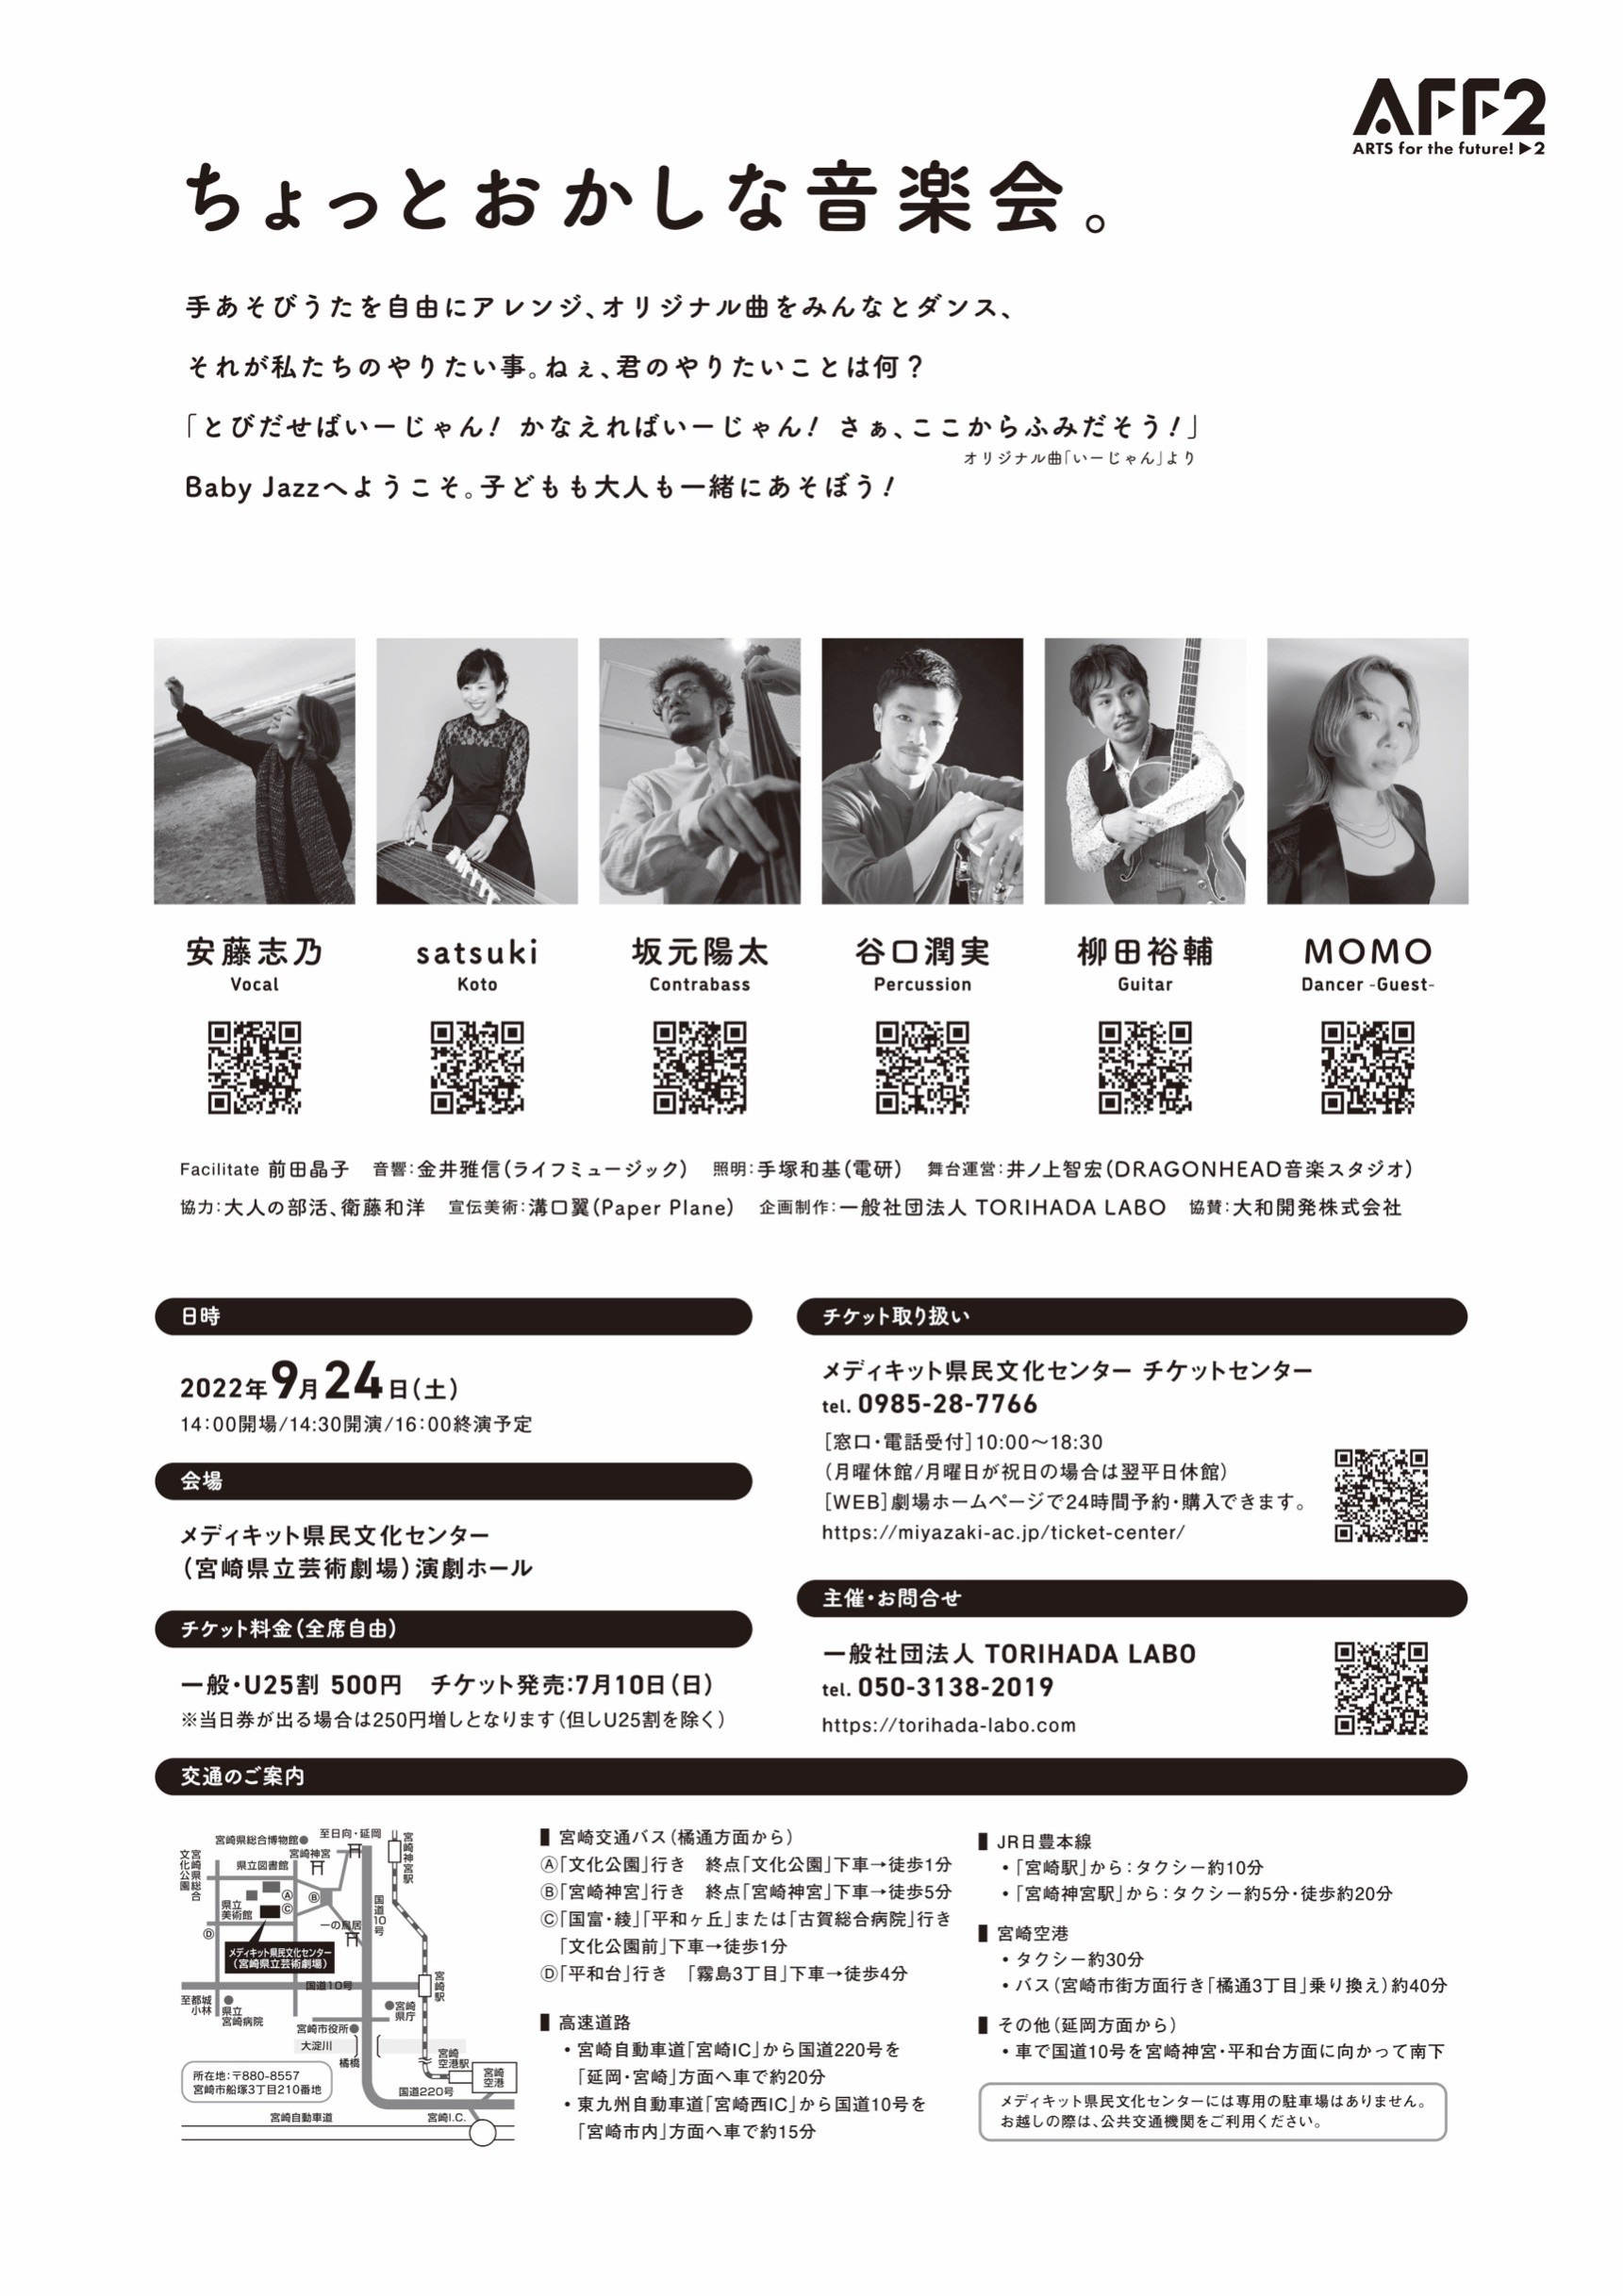 AFF2
ARTS for the future! ▶2
ちょっとおかしな音楽会。
手あそびうたを自由にアレンジ、オリジナル曲をみんなとダンス、
それが私たちのやりたい事。ねぇ、君のやりたいことは何？
「とびだせばいーじゃん！ かなえればいーじゃん！ さぁ、ここからふみだそう！」
オリジナル曲「いーじゃん」より
Baby Jazzへようこそ。子どもも大人も一緒にあそぼう！
安藤志乃
Vocal
satsuki
Koto
坂元陽太
Contrabass
谷口潤実
Percussion
柳田裕輔
Guitar
MOMO
Dancer -Guest-
Facilitate 前田晶子　音響：金井雅信（ライフミュージック）　照明：手塚和基（電研）　舞台運営：井ノ上智宏（DRAGONHEAD音楽スタジオ）
協力：大人の部活、衛藤和洋　宣伝美術：溝口翼（Paper Plane）　企画制作：一般社団法人 TORIHADA LABO　協賛：大和開発株式会社
日時
2022年9月24日（土）
14：00開場/14:30開演/16：00終演予定
会場
メディキット県民文化センター
（宮崎県立芸術劇場）演劇ホール
チケット料金（全席自由）
一般・U25割 500円　チケット発売：7月10日（日）
※当日券が出る場合は250円増しとなります（但しU25割を除く）
チケット取り扱い
メディキット県民文化センター チケットセンター
tel. 0985-28-7766
［窓口・電話受付］10:00〜18:30
（月曜休館/月曜日が祝日の場合は翌平日休館）
［WEB］劇場ホームページで24時間予約・購入できます。
https://miyazaki-ac.jp/ticket-center/
主催・お問合せ
一般社団法人 TORIHADA LABO
tel. 050-3138-2019
https://torihada-labo.com
交通のご案内
宮崎県総合博物館
至日向・延岡
宮崎神宮駅
宮崎県総合文化公園
県立図書館
宮崎神宮
Ⓐ
Ⓑ
Ⓒ
県立美術館
国道10号
Ⓓ
一の鳥居
メディキット県民文化センター
（宮崎県立芸術劇場）
国道10号
宮崎駅
至都城
小林
県立
宮崎病院
宮崎県庁
宮崎市役所
大淀川
橘橋
宮崎空港駅
宮崎空港
所在地：〒880-8557
宮崎市船塚3丁目210番地
国道220号
宮崎自動車道
宮崎I.C.
▮ 宮崎交通バス（橘通方面から）
Ⓐ「文化公園」行き　終点「文化公園」下車→徒歩1分
Ⓑ「宮崎神宮」行き　終点「宮崎神宮」下車→徒歩5分
Ⓒ「国富・綾」「平和ヶ丘」または「古賀総合病院」行き
「文化公園前」下車→徒歩1分
Ⓓ「平和台」行き　「霧島3丁目」下車→徒歩4分
▮ 高速道路
・宮崎自動車道「宮崎IC」から国道220号を
「延岡・宮崎」方面へ車で約20分
・東九州自動車道「宮崎西IC」から国道10号を
「宮崎市内」方面へ車で約15分
▮ JR日豊本線
・「宮崎駅」から：タクシー約10分
・「宮崎神宮駅」から：タクシー約5分・徒歩約20分
▮ 宮崎空港
・タクシー約30分
・バス（宮崎市街方面行き「橘通3丁目」乗り換え）約40分
▮ その他（延岡方面から）
・車で国道10号を宮崎神宮・平和台方面に向かって南下
メディキット県民文化センターには専用の駐車場はありません。
お越しの際は、公共交通機関をご利用ください。